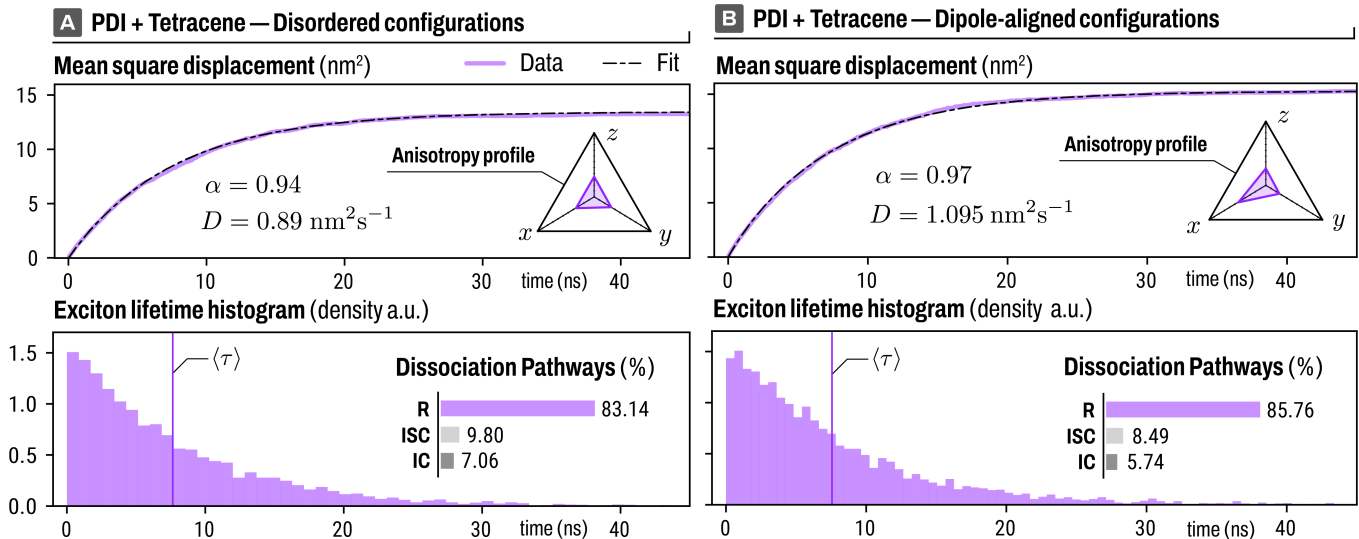 A PDI + Tetracene — Disordered configurations
Mean square displacement (nm²)
Data
Fit
15
10
5
0
Anisotropy profile
z
x
y
α = 0.94
D = 0.89 nm²s⁻¹
0
10
20
30
time (ns)
40
Exciton lifetime histogram (density a.u.)
1.5
1.0
0.5
0.0
⟨τ⟩
Dissociation Pathways (%)
R 83.14
ISC 9.80
IC 7.06
0
10
20
30
time (ns)
40
B PDI + Tetracene — Dipole-aligned configurations
Mean square displacement (nm²)
Anisotropy profile
z
x
y
α = 0.97
D = 1.095 nm²s⁻¹
0
10
20
30
time (ns)
40
Exciton lifetime histogram (density a.u.)
⟨τ⟩
Dissociation Pathways (%)
R 85.76
ISC 8.49
IC 5.74
0
10
20
30
time (ns)
40